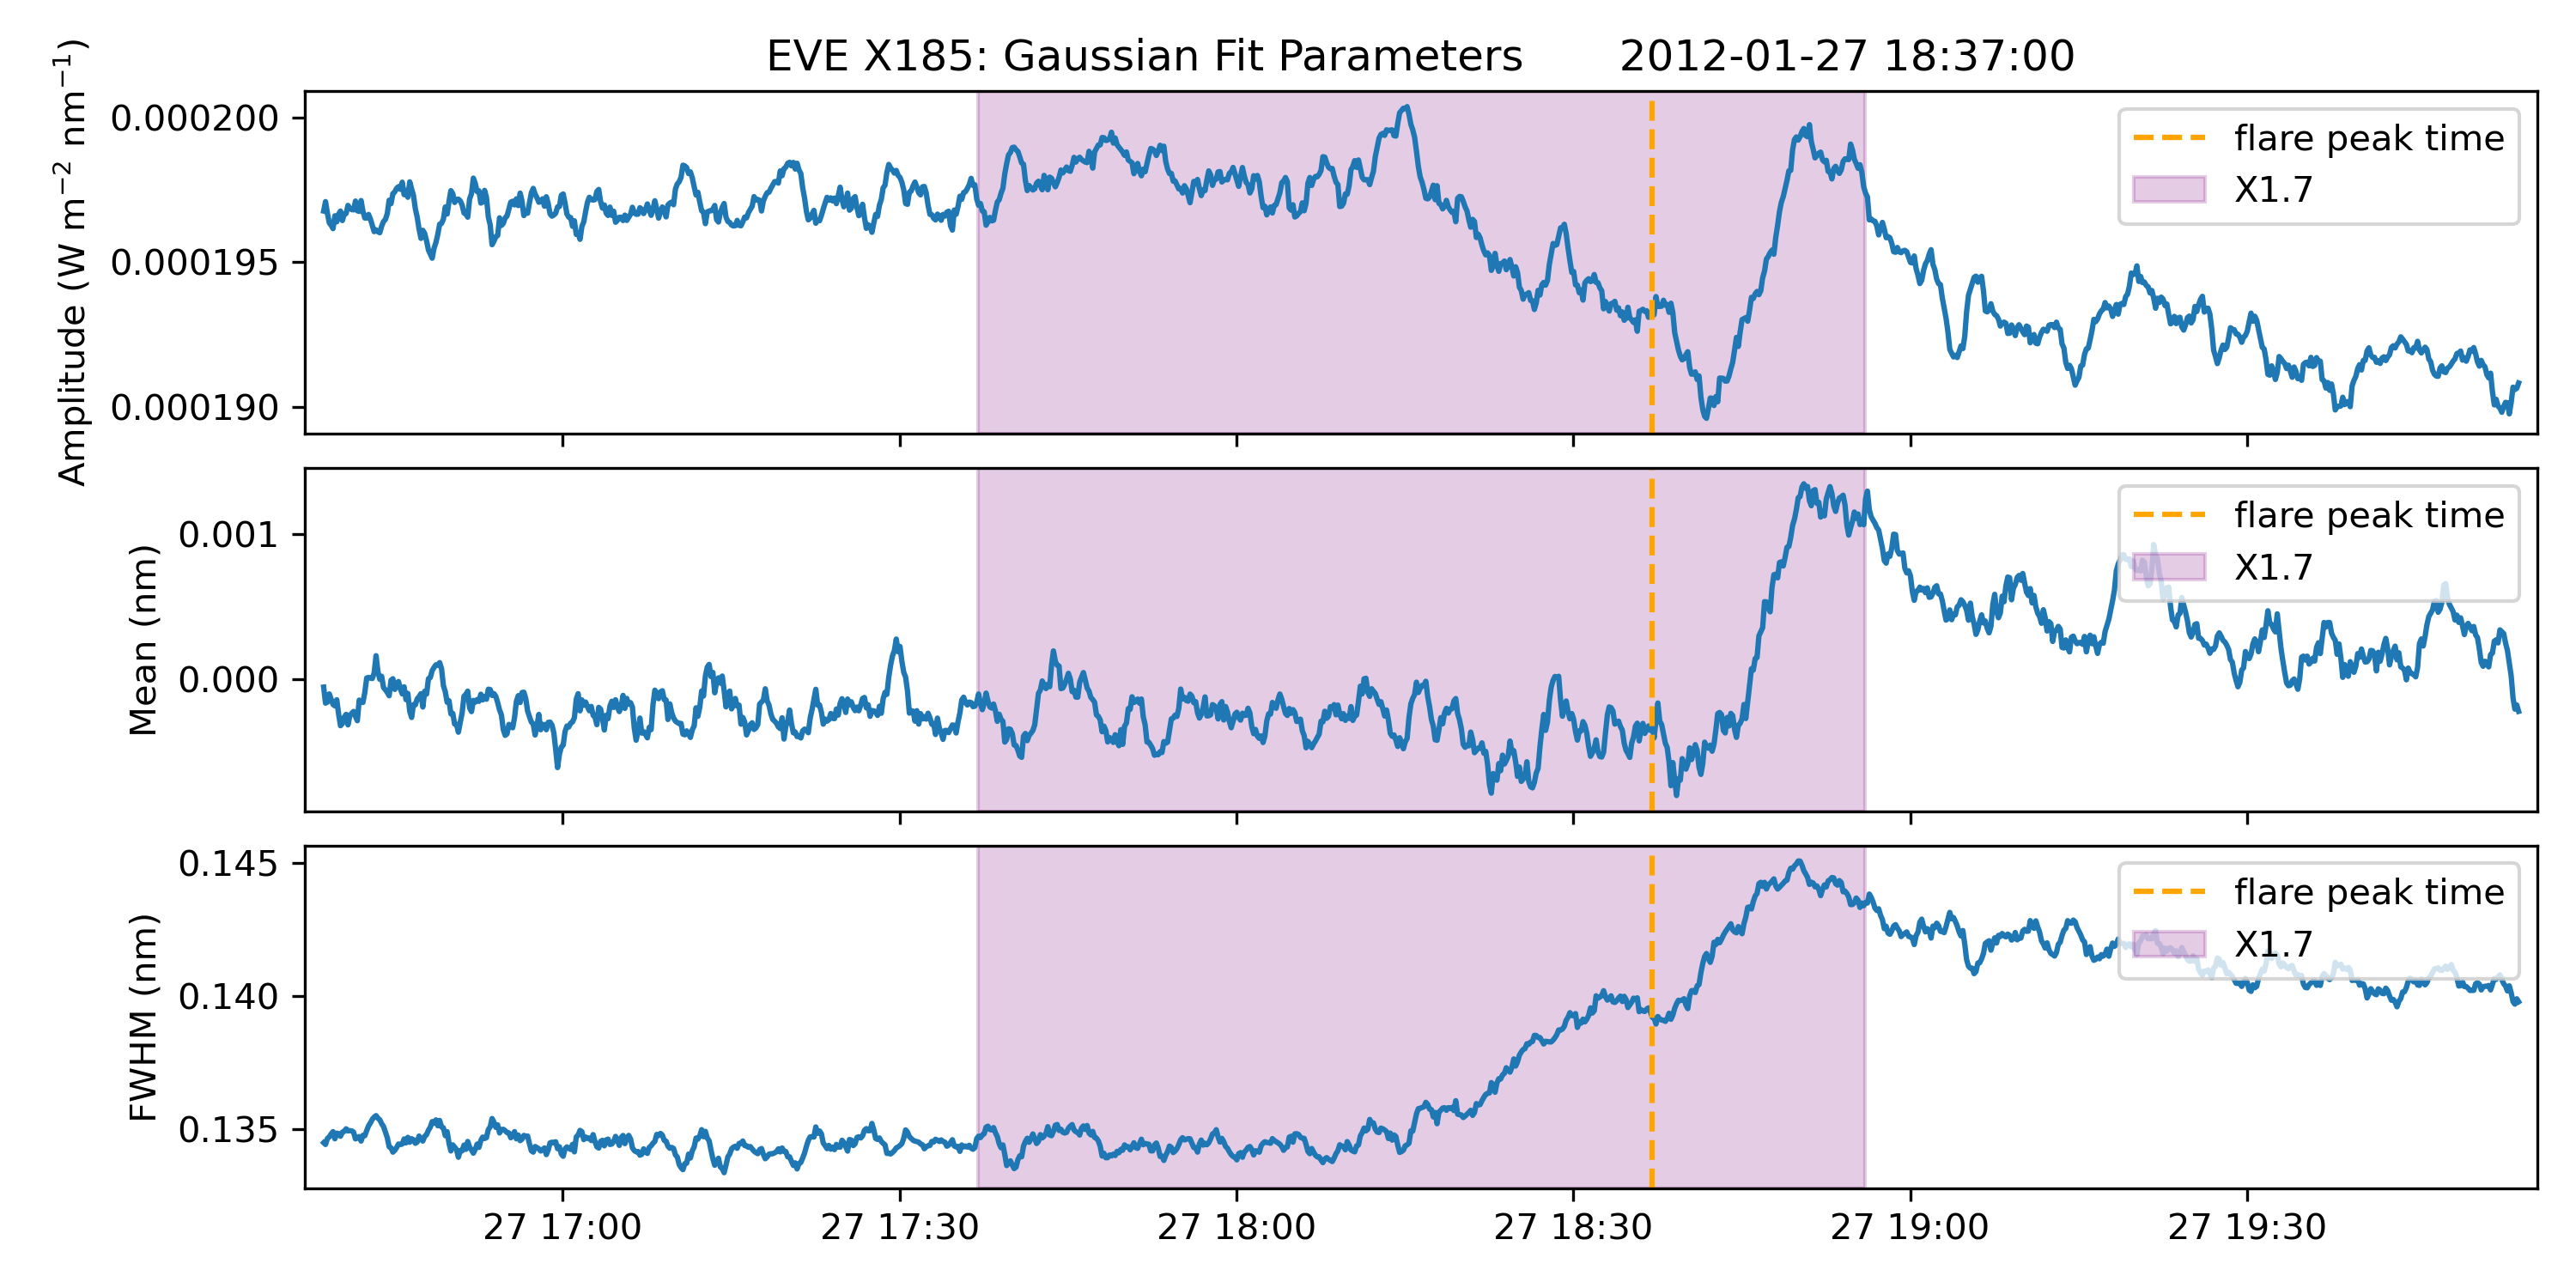 EVE X185: Gaussian Fit Parameters 2012-01-27 18:37:00
Amplitude (W m⁻² nm⁻¹)
0.000200
0.000195
0.000190
flare peak time
X1.7
Mean (nm)
0.001
0.000
flare peak time
X1.7
FWHM (nm)
0.145
0.140
0.135
flare peak time
X1.7
27 17:00 27 17:30 27 18:00 27 18:30 27 19:00 27 19:30